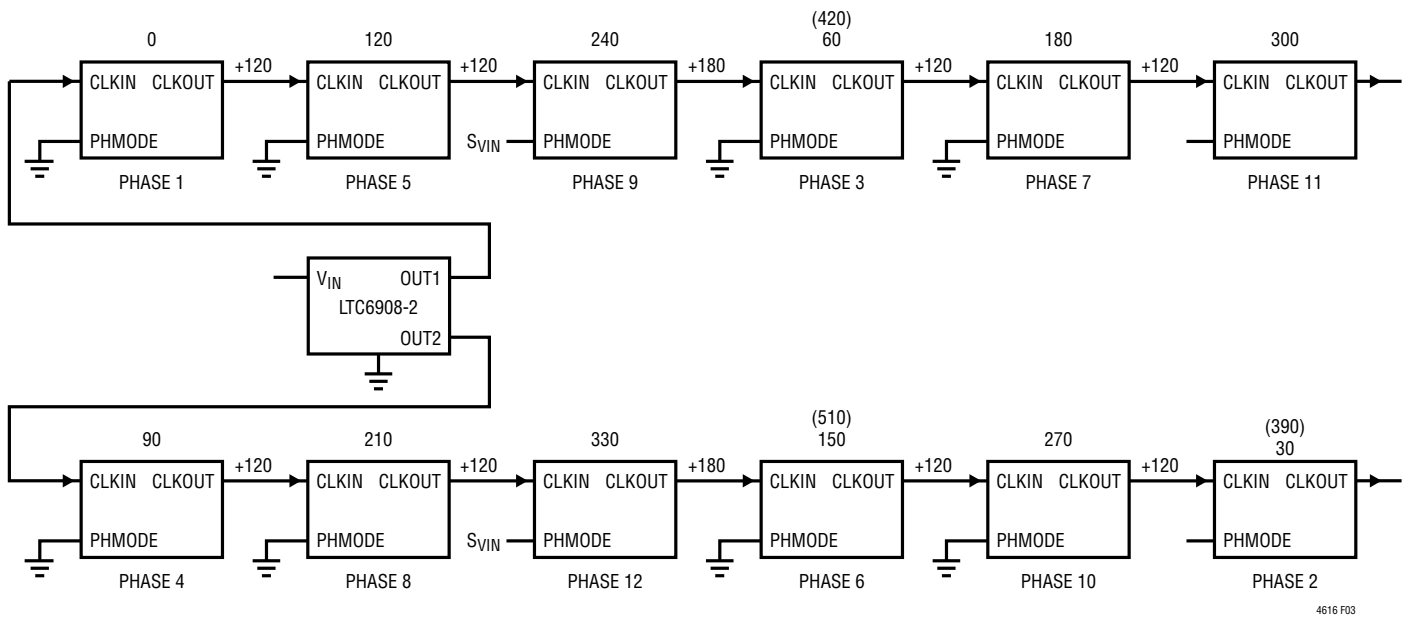 (420)
0 120 240 60 180 300
CLKIN CLKOUT +120 CLKIN CLKOUT +120 CLKIN CLKOUT +180 CLKIN CLKOUT +120 CLKIN CLKOUT +120 CLKIN CLKOUT
PHMODE PHMODE SVIN PHMODE PHMODE PHMODE PHMODE
PHASE 1 PHASE 5 PHASE 9 PHASE 3 PHASE 7 PHASE 11
VIN OUT1
LTC6908-2
OUT2
(510) (390)
90 210 330 150 270 30
CLKIN CLKOUT +120 CLKIN CLKOUT +120 CLKIN CLKOUT +180 CLKIN CLKOUT +120 CLKIN CLKOUT +120 CLKIN CLKOUT
PHMODE PHMODE SVIN PHMODE PHMODE PHMODE PHMODE
PHASE 4 PHASE 8 PHASE 12 PHASE 6 PHASE 10 PHASE 2
4616 F03